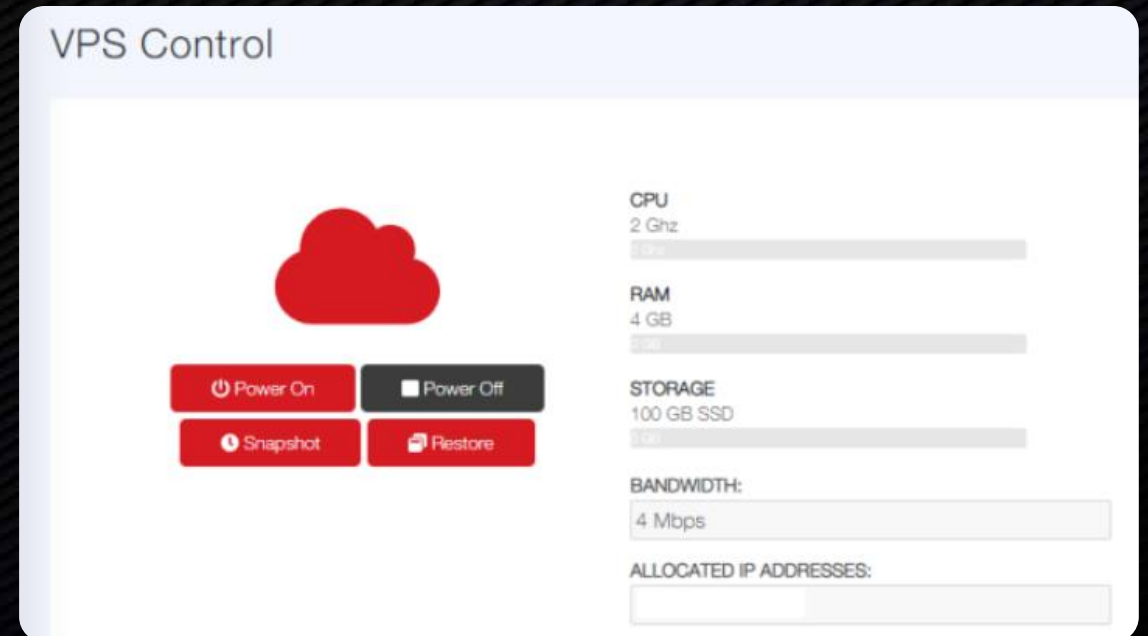 VPS Control
Power On
Power Off
Snapshot
Restore
CPU
2 Ghz
RAM
4 GB
STORAGE
100 GB SSD
BANDWIDTH:
4 Mbps
ALLOCATED IP ADDRESSES: